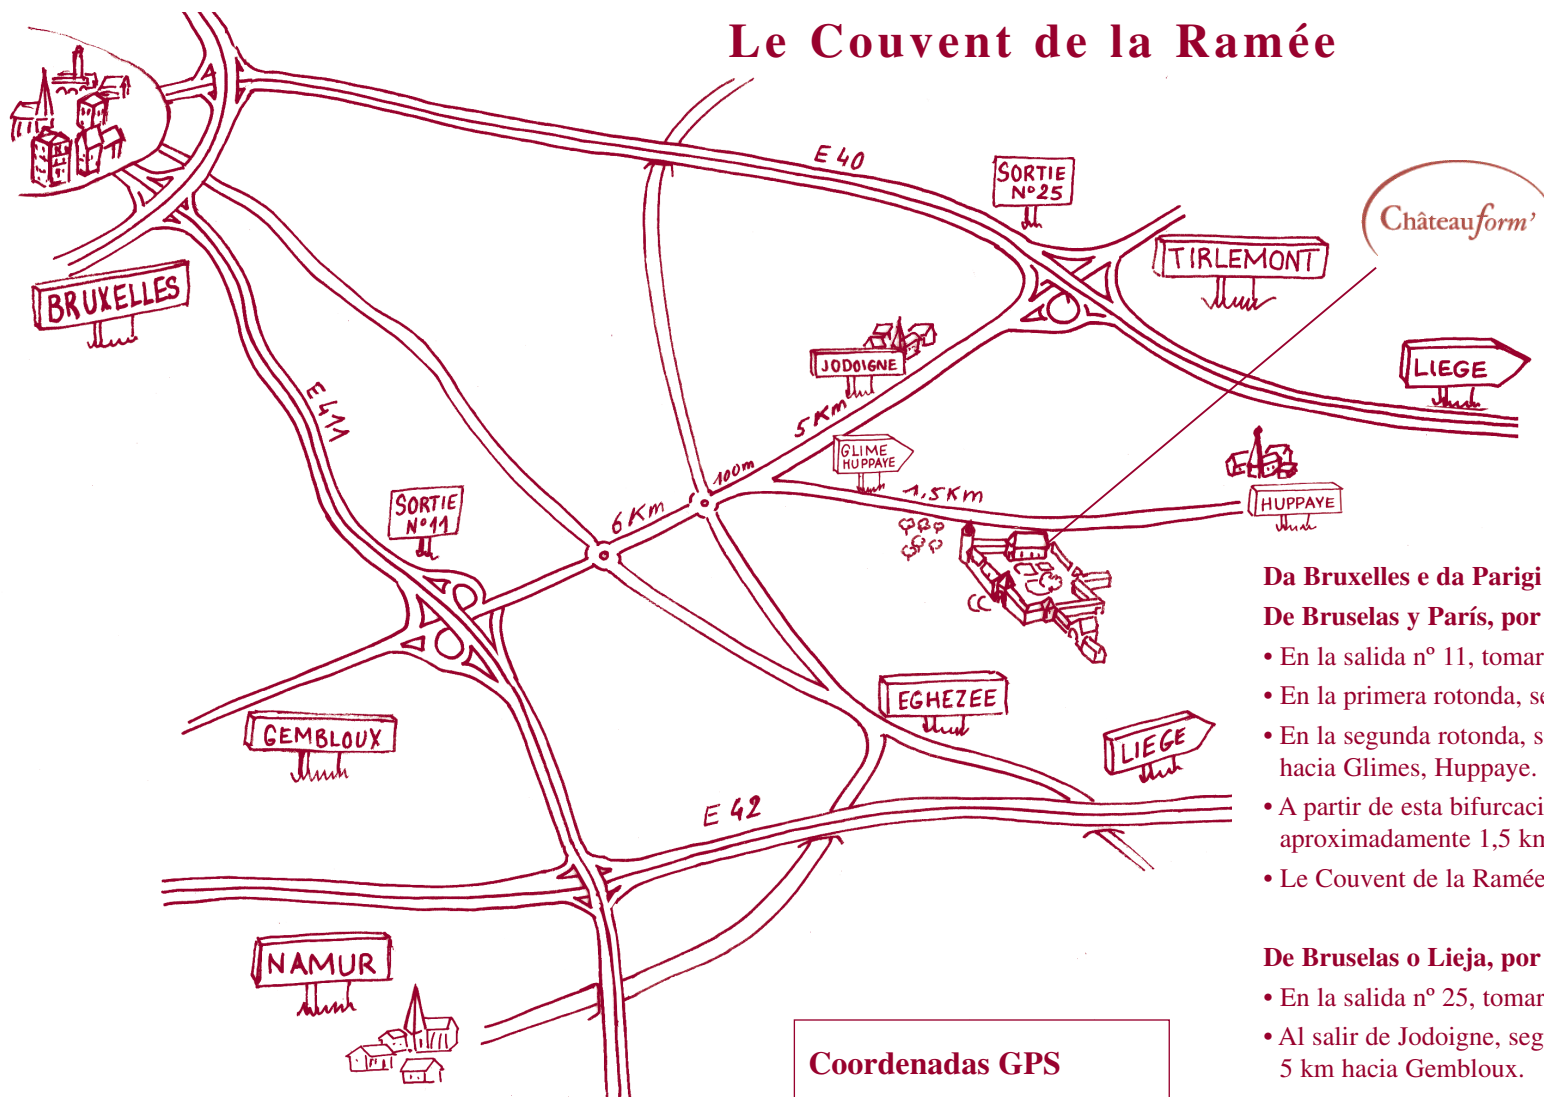 Le Couvent de la Ramée
E 40
SORTIE
N°25
Châteauform'
TIRLEMONT
BRUXELLES
LIEGE
JODOIGNE
5 Km
E 411
GLIME
HUPPAYE
100m
1,5Km
HUPPAYE
SORTIE
N°11
6 Km
EGHEZEE
GEMBLOUX
LIEGE
E 42
NAMUR
Da Bruxelles e da Parigi
De Bruselas y París, por
• En la salida nº 11, tomar
• En la primera rotonda, se
• En la segunda rotonda, s
hacia Glimes, Huppaye.
• A partir de esta bifurcaci
aproximadamente 1,5 km
• Le Couvent de la Ramée
De Bruselas o Lieja, por
• En la salida nº 25, tomar
• Al salir de Jodoigne, seg
5 km hacia Gembloux.
Coordenadas GPS